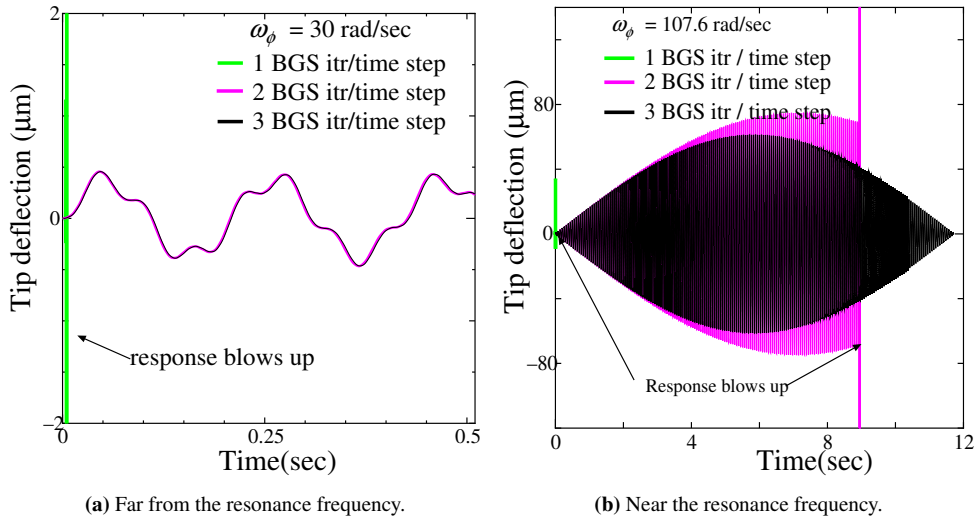 ω_ϕ = 30 rad/sec
1 BGS itr/time step
2 BGS itr/time step
3 BGS itr/time step
2
0
−2
Tip deflection (μm)
response blows up
0
0.25
0.5
Time(sec)
(a) Far from the resonance frequency.
ω_ϕ = 107.6 rad/sec
1 BGS itr / time step
2 BGS itr / time step
3 BGS itr / time step
80
0
−80
Tip deflection (μm)
Response blows up
0
4
8
12
Time(sec)
(b) Near the resonance frequency.